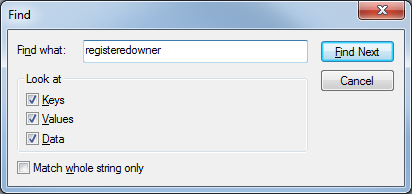 Find
Find what: registeredowner
Find Next
Look at
Cancel
Keys
Values
Data
Match whole string only